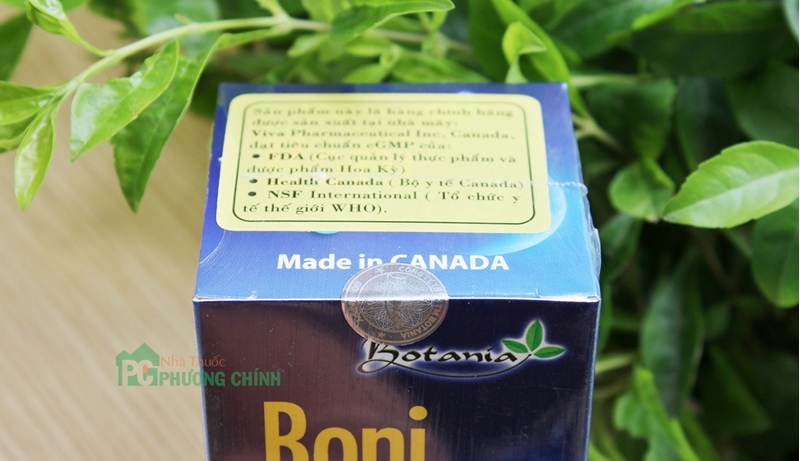 Sản phẩm này là hàng chính hãng
được sản xuất tại nhà máy:
Viva Pharmaceutical Inc, Canada,
đạt tiêu chuẩn cGMP của:
• FDA (Cục quản lý thực phẩm và
dược phẩm Hoa Kỳ)
• Health Canada ( Bộ y tế Canada)
• NSF International ( Tổ chức y
tế thế giới WHO).
Made in CANADA
Botania
Nhà Thuốc
PC PHƯƠNG CHÍNH
Boni